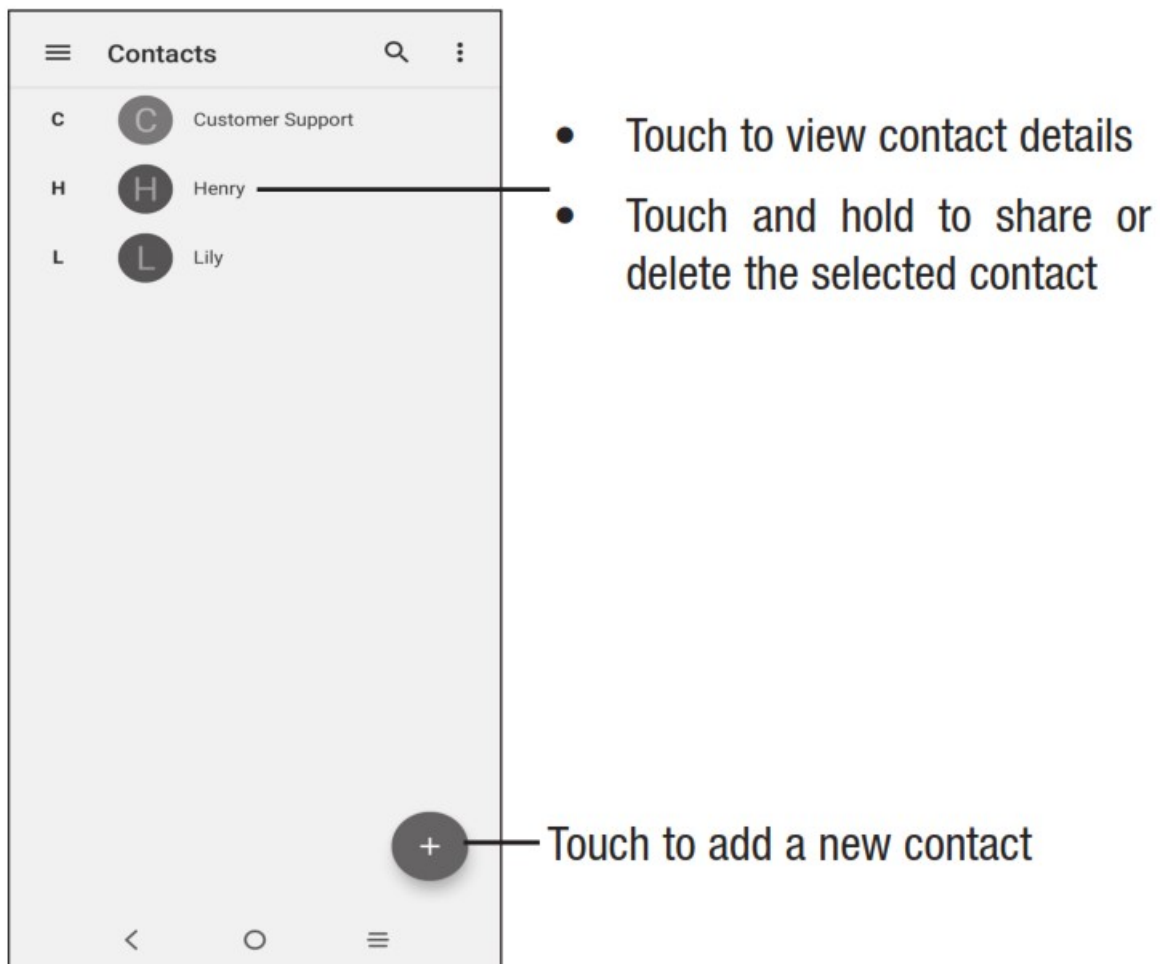 Contacts
C C Customer Support
H H Henry
L L Lily
• Touch to view contact details
• Touch and hold to share or
delete the selected contact
+
Touch to add a new contact